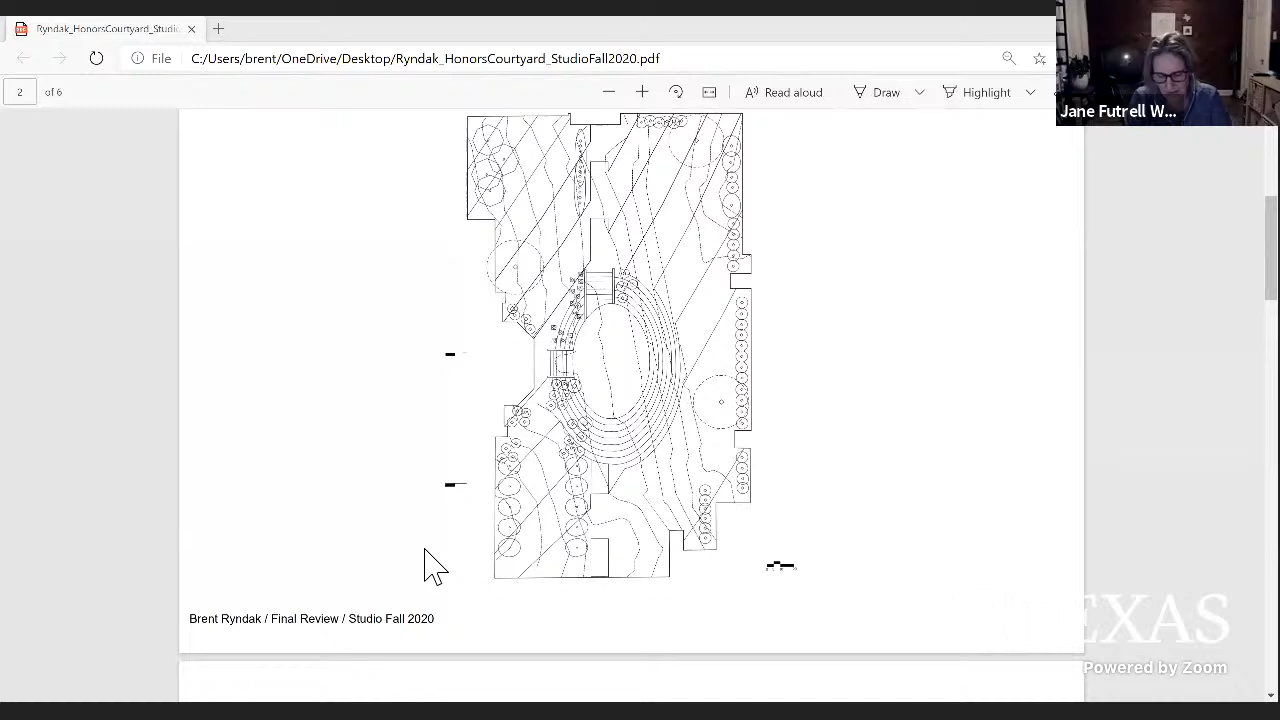 Ryndak_HonorsCourtyard_Studio
File
C:/Users/brent/OneDrive/Desktop/Ryndak_HonorsCourtyard_StudioFall2020.pdf
2 of 6
Read aloud
Draw
Highlight
Jane Futrell W...
Brent Ryndak / Final Review / Studio Fall 2020
EXAS
Powered by Zoom